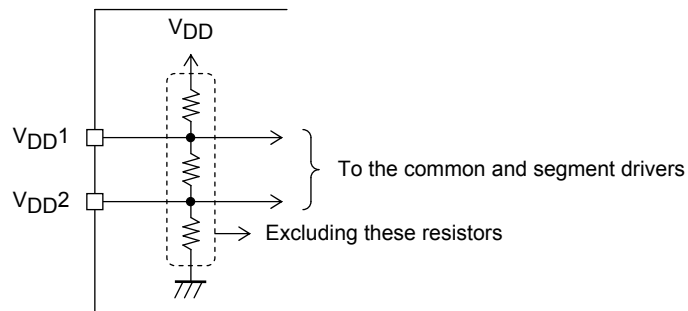 VDD
VDD1
To the common and segment drivers
VDD2
Excluding these resistors